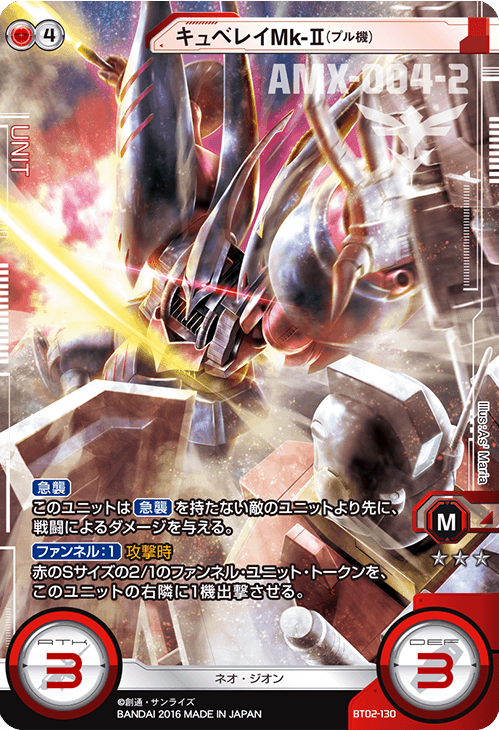 4
キュベレイMk-Ⅱ(プル機)
AMX-004-2
UNIT
Illus:As' Maria
急襲
このユニットは 急襲 を持たない敵のユニットより先に、
戦闘によるダメージを与える。
ファンネル:1 攻撃時
赤のSサイズの2/1のファンネル・ユニット・トークンを、
このユニットの右隣に1機出撃させる。
M
ATK
3
DEF
3
ネオ・ジオン
©創通・サンライズ
BANDAI 2016 MADE IN JAPAN
BT02-130